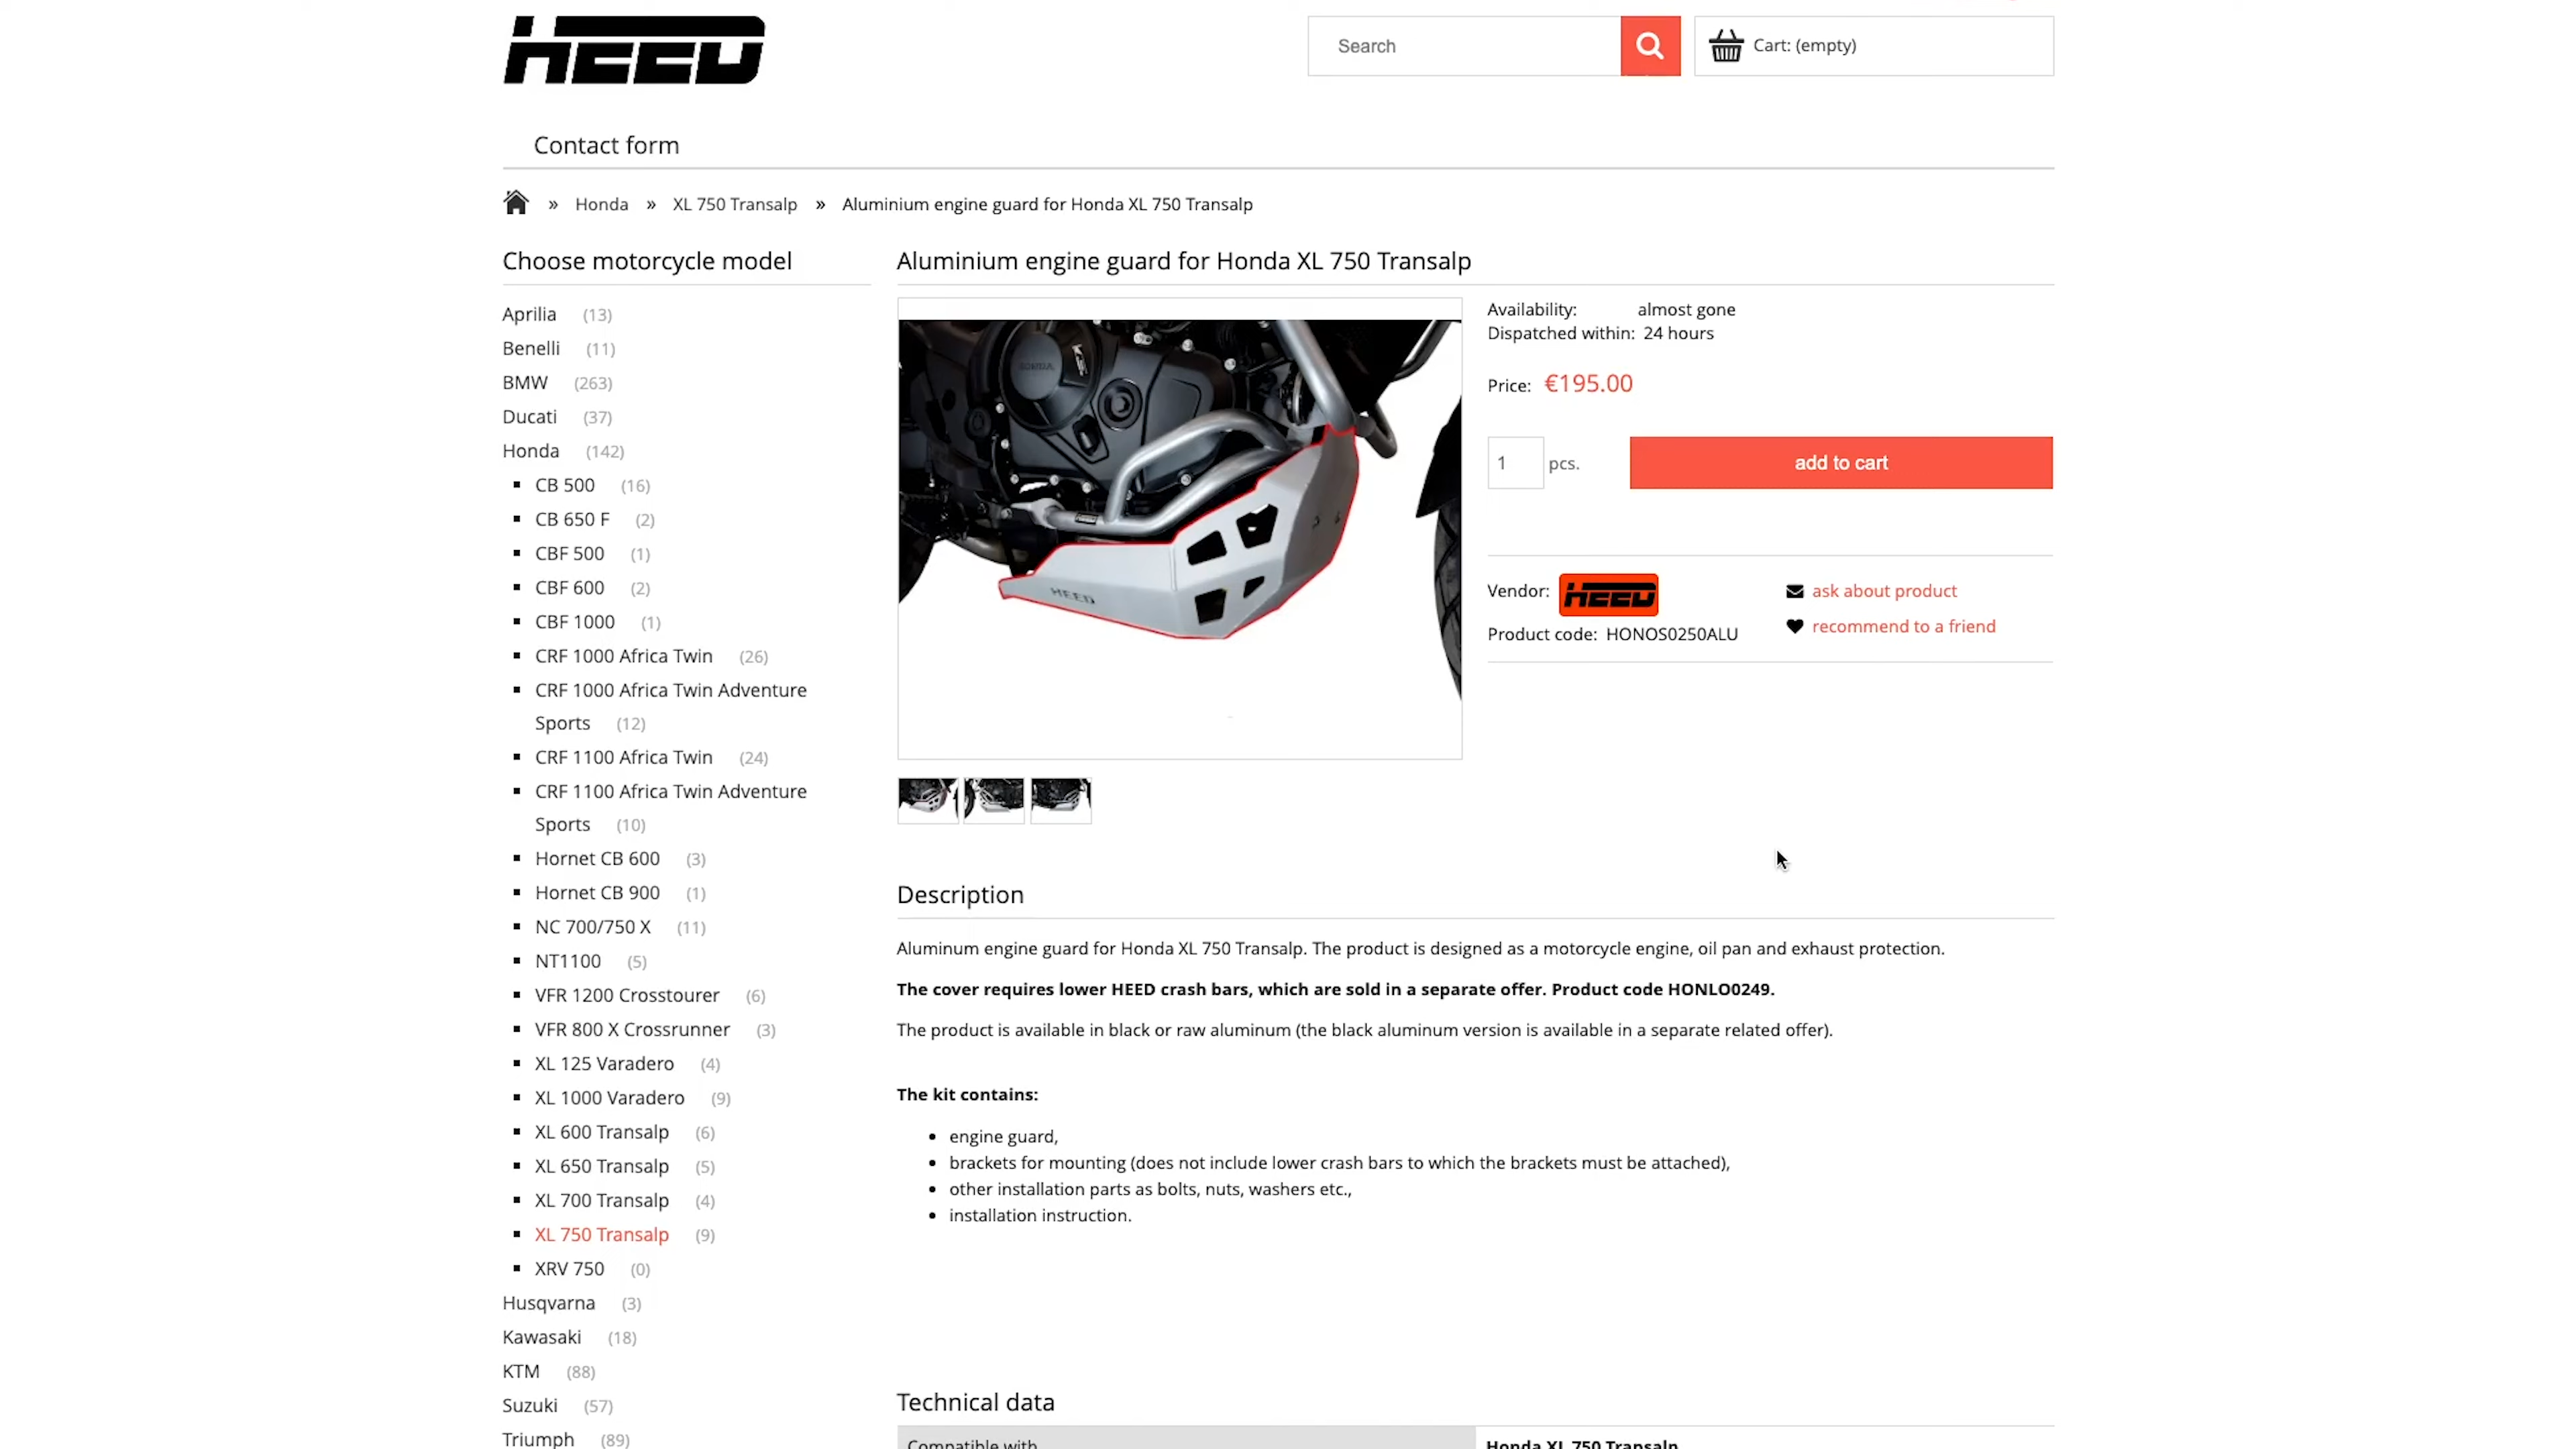 HEED
Search
Cart: (empty)
Contact form
» Honda » XL 750 Transalp » Aluminium engine guard for Honda XL 750 Transalp
Choose motorcycle model
Aprilia (13)
Benelli (11)
BMW (263)
Ducati (37)
Honda (142)
CB 500 (16)
CB 650 F (2)
CBF 500 (1)
CBF 600 (2)
CBF 1000 (1)
CRF 1000 Africa Twin (26)
CRF 1000 Africa Twin Adventure
Sports (12)
CRF 1100 Africa Twin (24)
CRF 1100 Africa Twin Adventure
Sports (10)
Hornet CB 600 (3)
Hornet CB 900 (1)
NC 700/750 X (11)
NT1100 (5)
VFR 1200 Crosstourer (6)
VFR 800 X Crossrunner (3)
XL 125 Varadero (4)
XL 1000 Varadero (9)
XL 600 Transalp (6)
XL 650 Transalp (5)
XL 700 Transalp (4)
XL 750 Transalp (9)
XRV 750 (0)
Husqvarna (3)
Kawasaki (18)
KTM (88)
Suzuki (57)
Triumph (89)
Aluminium engine guard for Honda XL 750 Transalp
HONDA
HEED
Availability: almost gone
Dispatched within: 24 hours
Price: €195.00
1 pcs.
add to cart
Vendor: HEED
ask about product
Product code: HONOS0250ALU
recommend to a friend
Description
Aluminum engine guard for Honda XL 750 Transalp. The product is designed as a motorcycle engine, oil pan and exhaust protection.
The cover requires lower HEED crash bars, which are sold in a separate offer. Product code HONLO0249.
The product is available in black or raw aluminum (the black aluminum version is available in a separate related offer).
The kit contains:
engine guard,
brackets for mounting (does not include lower crash bars to which the brackets must be attached),
other installation parts as bolts, nuts, washers etc.,
installation instruction.
Technical data
Compatible with
Honda XL 750 Transalp